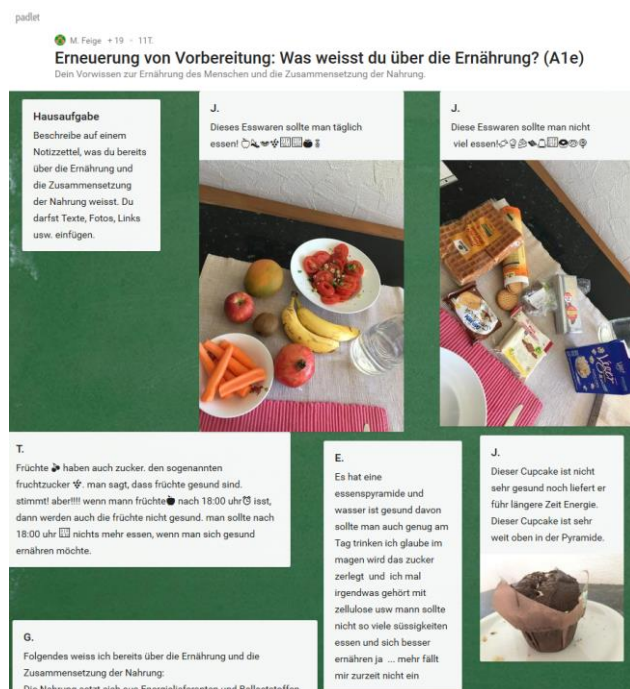 padlet
M. Feige +19 · 11T.
Erneuerung von Vorbereitung: Was weisst du über die Ernährung? (A1e)
Dein Vorwissen zur Ernährung des Menschen und die Zusammensetzung der Nahrung.
Hausaufgabe
Beschreibe auf einem
Notizzettel, was du bereits
über die Ernährung und
die Zusammensetzung
der Nahrung weisst. Du
darfst Texte, Fotos, Links
usw. einfügen.
J.
Dieses Esswaren sollte man täglich
essen!
J.
Diese Esswaren sollte man nicht
viel essen!
T.
Früchte haben auch zucker. den sogenannten
fruchtzucker . man sagt, dass früchte gesund sind.
stimmt! aber!!!! wenn mann früchte nach 18:00 uhr isst,
dann werden auch die früchte nicht gesund. man sollte nach
18:00 uhr nichts mehr essen, wenn man sich gesund
ernähren möchte.
E.
Es hat eine
essenspyramide und
wasser ist gesund davon
sollte man auch genug am
Tag trinken ich glaube im
magen wird das zucker
zerlegt und ich mal
irgendwas gehört mit
zellulose usw mann sollte
nicht so viele süssigkeiten
essen und sich besser
ernähren ja ... mehr fällt
mir zurzeit nicht ein
J.
Dieser Cupcake ist nicht
sehr gesund noch liefert er
führ längere Zeit Energie.
Dieser Cupcake ist sehr
weit oben in der Pyramide.
G.
Folgendes weiss ich bereits über die Ernährung und die
Zusammensetzung der Nahrung:
Die Nahrung setzt sich aus Energielieferanten und Ballaststoffen